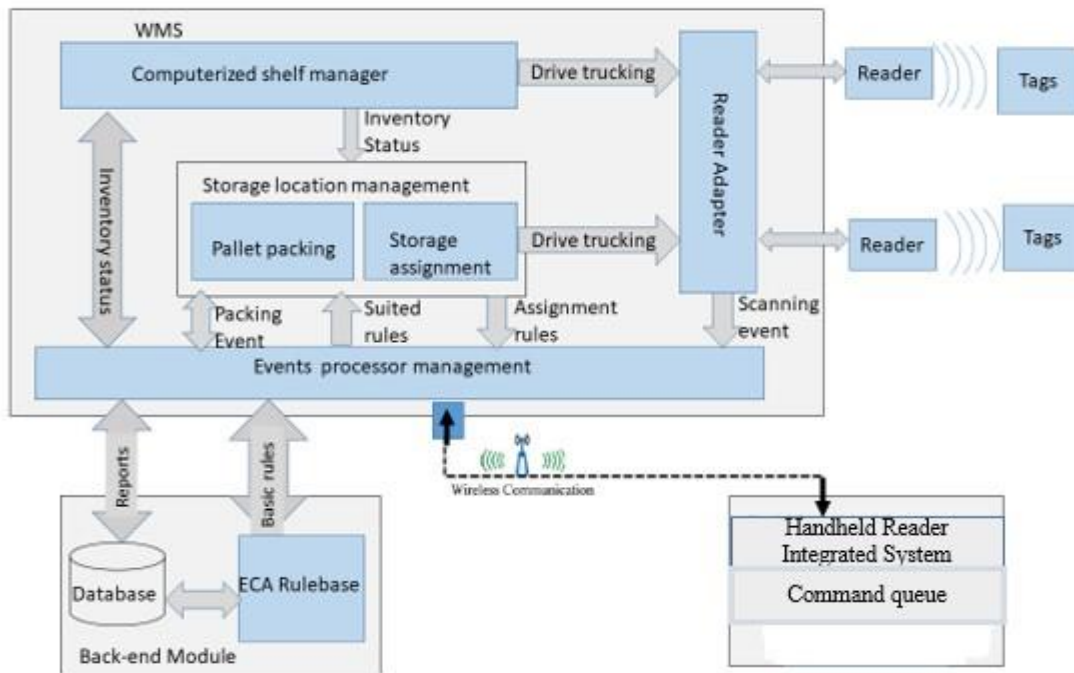 WMS
Computerized shelf manager
Drive trucking
Reader Adapter
Reader
Tags
Inventory
Status
Inventory status
Storage location management
Pallet packing
Storage
assignment
Drive trucking
Reader
Tags
Packing
Event
Suited
rules
Assignment
rules
Scanning
event
Events processor management
Reports
Basic rules
Wireless Communication
Database
ECA Rulebase
Back-end Module
Handheld Reader
Integrated System
Command queue